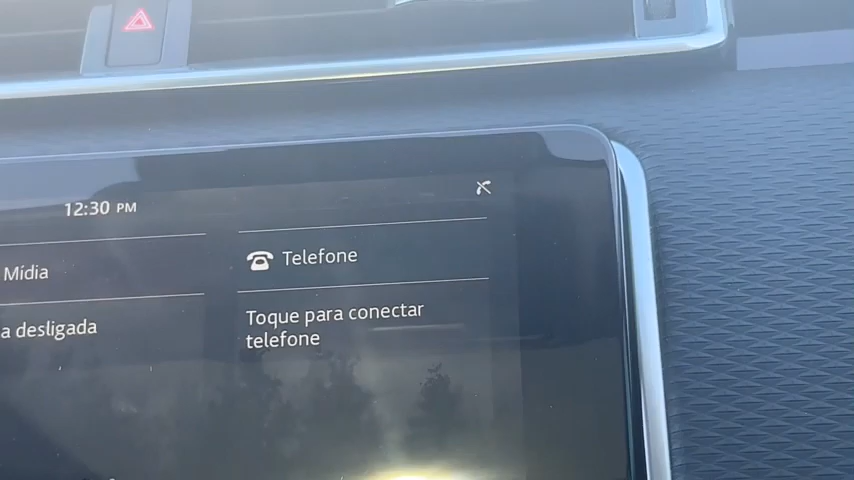 12:30 PM
Mídia
Telefone
a desligada
Toque para conectar
telefone